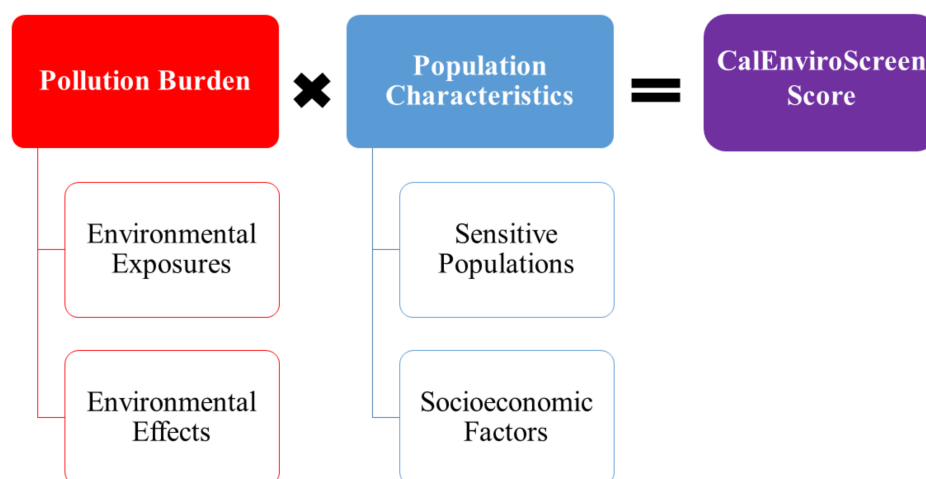 Pollution Burden
Population
Characteristics
CalEnviroScreen
Score
Environmental
Exposures
Sensitive
Populations
Environmental
Effects
Socioeconomic
Factors